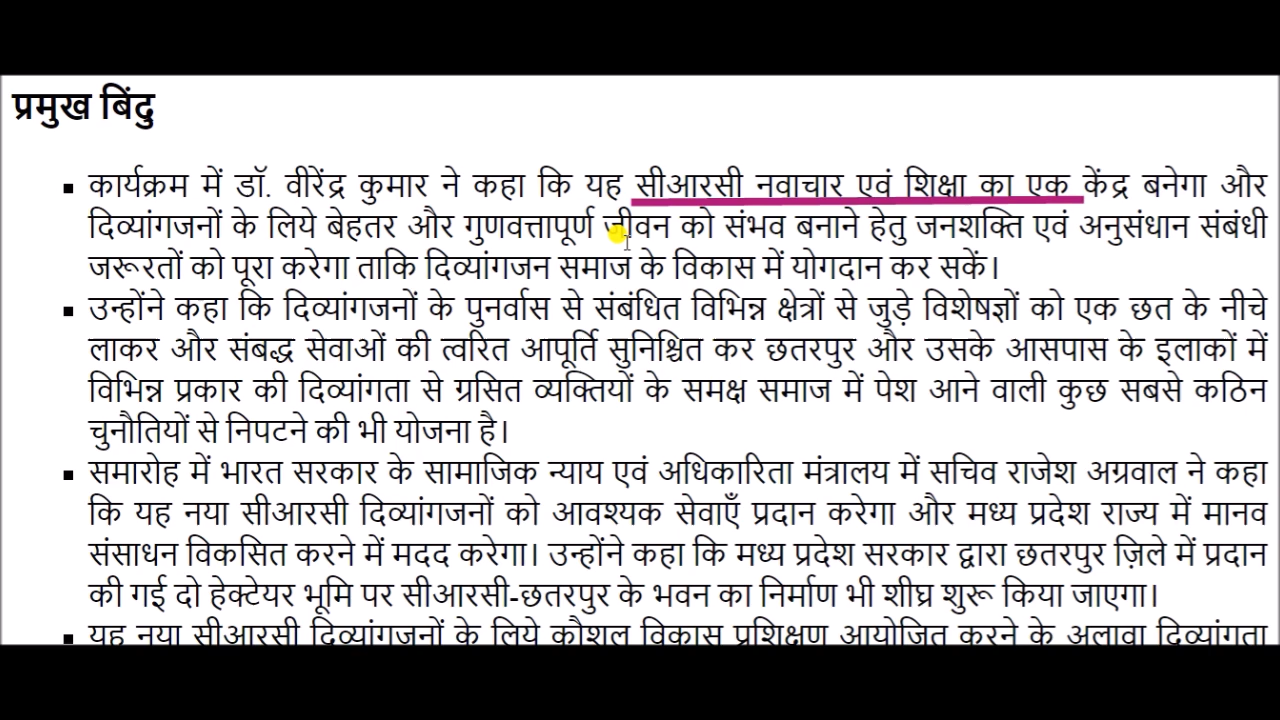 प्रमुख बिंदु
▪ कार्यक्रम में डॉ. वीरेंद्र कुमार ने कहा कि यह सीआरसी नवाचार एवं शिक्षा का एक केंद्र बनेगा और
दिव्यांगजनों के लिये बेहतर और गुणवत्तापूर्ण जीवन को संभव बनाने हेतु जनशक्ति एवं अनुसंधान संबंधी
जरूरतों को पूरा करेगा ताकि दिव्यांगजन समाज के विकास में योगदान कर सकें।
▪ उन्होंने कहा कि दिव्यांगजनों के पुनर्वास से संबंधित विभिन्न क्षेत्रों से जुड़े विशेषज्ञों को एक छत के नीचे
लाकर और संबद्ध सेवाओं की त्वरित आपूर्ति सुनिश्चित कर छतरपुर और उसके आसपास के इलाकों में
विभिन्न प्रकार की दिव्यांगता से ग्रसित व्यक्तियों के समक्ष समाज में पेश आने वाली कुछ सबसे कठिन
चुनौतियों से निपटने की भी योजना है।
▪ समारोह में भारत सरकार के सामाजिक न्याय एवं अधिकारिता मंत्रालय में सचिव राजेश अग्रवाल ने कहा
कि यह नया सीआरसी दिव्यांगजनों को आवश्यक सेवाएँ प्रदान करेगा और मध्य प्रदेश राज्य में मानव
संसाधन विकसित करने में मदद करेगा। उन्होंने कहा कि मध्य प्रदेश सरकार द्वारा छतरपुर ज़िले में प्रदान
की गई दो हेक्टेयर भूमि पर सीआरसी-छतरपुर के भवन का निर्माण भी शीघ्र शुरू किया जाएगा।
▪ यह नया सीआरसी दिव्यांगजनों के लिये कौशल विकास प्रशिक्षण आयोजित करने के अलावा दिव्यांगता